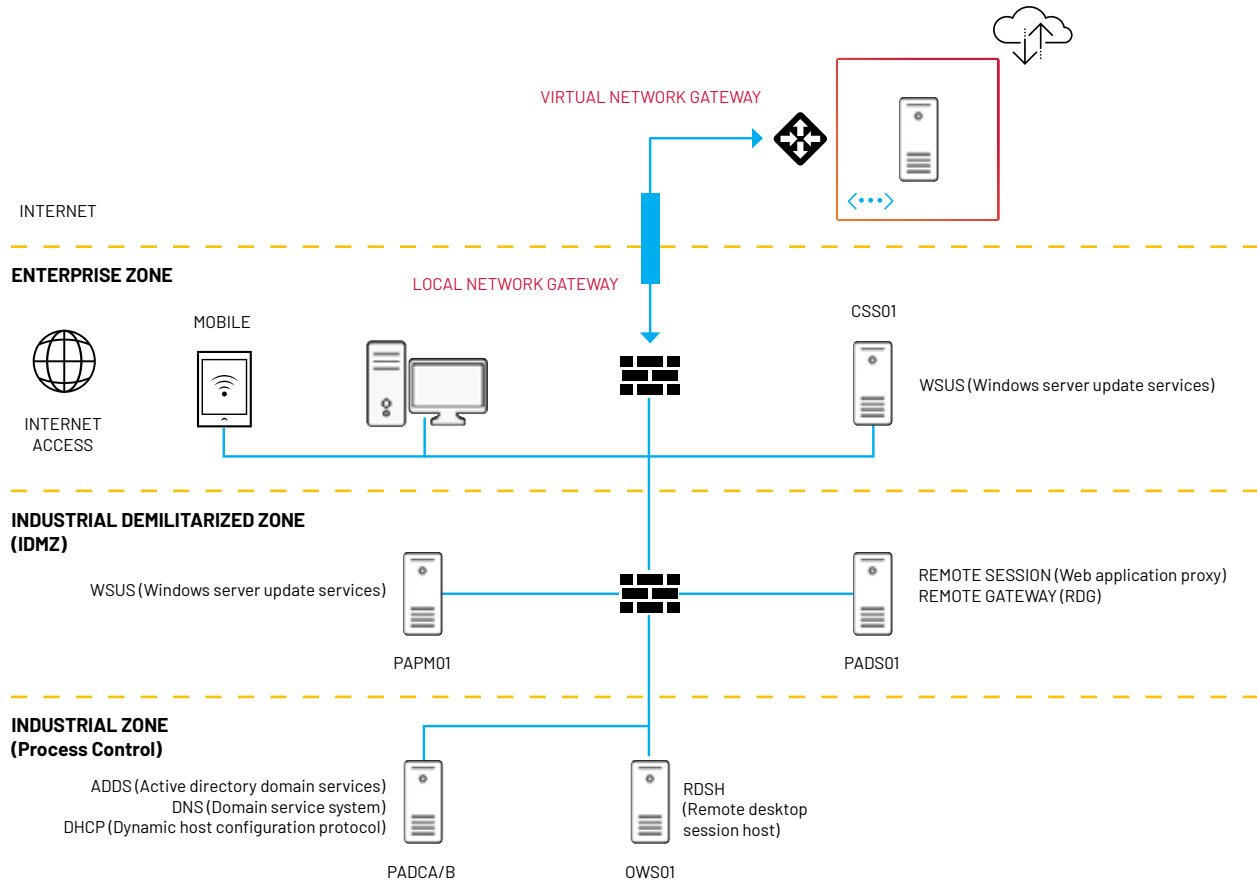 VIRTUAL NETWORK GATEWAY
INTERNET
ENTERPRISE ZONE
LOCAL NETWORK GATEWAY
MOBILE
CSS01
WSUS (Windows server update services)
INTERNET
ACCESS
INDUSTRIAL DEMILITARIZED ZONE
(IDMZ)
WSUS (Windows server update services)
REMOTE SESSION (Web application proxy)
REMOTE GATEWAY (RDG)
PAPM01
PADS01
INDUSTRIAL ZONE
(Process Control)
ADDS (Active directory domain services)
DNS (Domain service system)
DHCP (Dynamic host configuration protocol)
RDSH
(Remote desktop
session host)
PADCA/B
OWS01